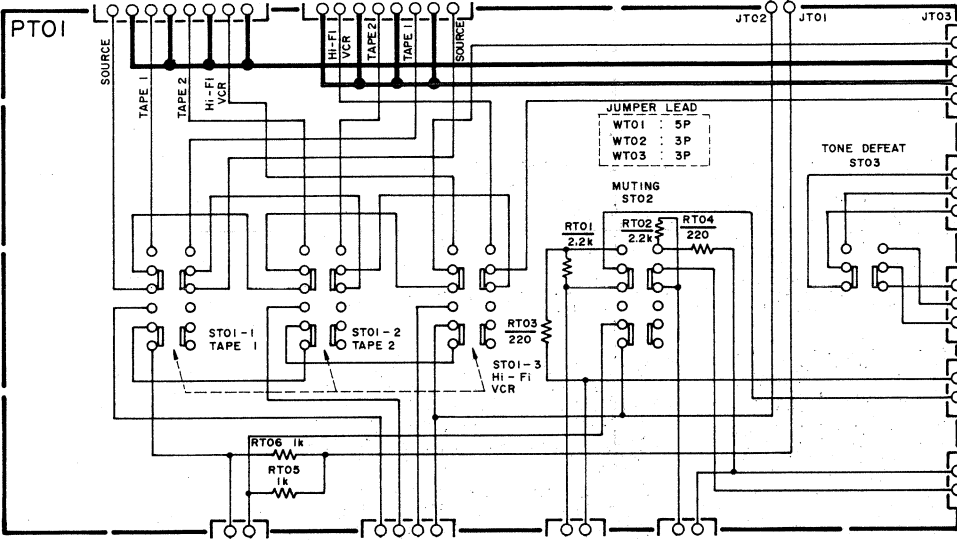 PT01
JT02
JT01
JT03
SOURCE
TAPE 1
TAPE 2
Hi-Fi
VCR
Hi-Fi
VCR
TAPE 2
TAPE 1
SOURCE
JUMPER LEAD
WT01 : 5P
WT02 : 3P
WT03 : 3P
TONE DEFEAT
ST03
MUTING
ST02
RT01
2.2k
RT02
2.2k
RT04
220
RT03
220
ST01-1
TAPE 1
ST01-2
TAPE 2
ST01-3
Hi-Fi
VCR
RT06 1k
RT05
1k